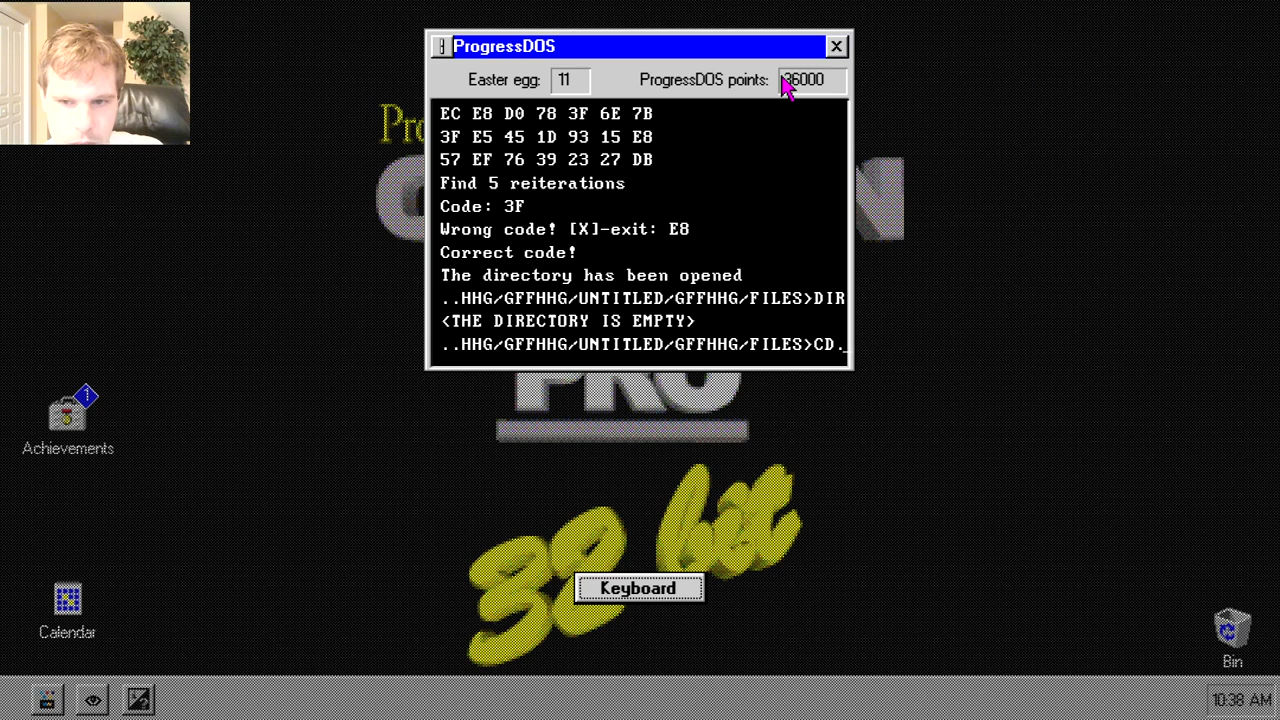 ProgressDOS
Easter egg: 11 ProgressDOS points: 36000
EC E8 D0 78 3F 6E 7B
3F E5 45 1D 93 15 E8
57 EF 76 39 23 27 DB
Find 5 reiterations
Code: 3F
Wrong code! [X]-exit: E8
Correct code!
The directory has been opened
..HHG/GFFHHG/UNTITLED/GFFHHG/FILES>DIR
<THE DIRECTORY IS EMPTY>
..HHG/GFFHHG/UNTITLED/GFFHHG/FILES>CD._
PRO
32 bit
1
Achievements
Keyboard
Calendar
Bin
10:38 AM